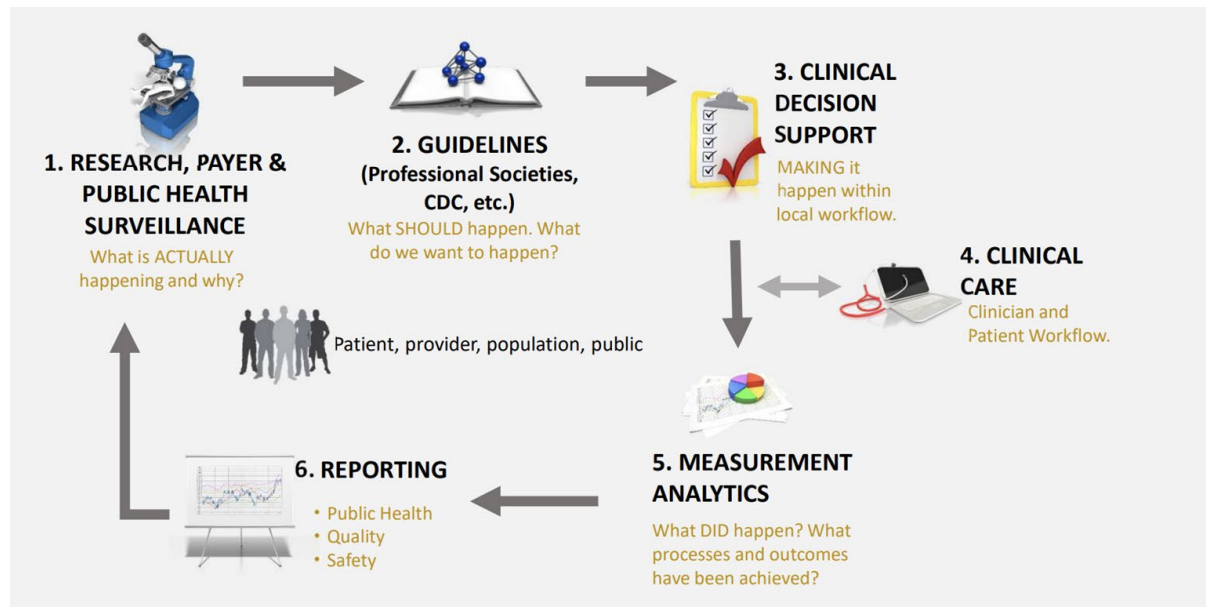 1. RESEARCH, PAYER &
PUBLIC HEALTH
SURVEILLANCE
What is ACTUALLY
happening and why?
2. GUIDELINES
(Professional Societies,
CDC, etc.)
What SHOULD happen. What
do we want to happen?
3. CLINICAL
DECISION
SUPPORT
MAKING it
happen within
local workflow.
4. CLINICAL
CARE
Clinician and
Patient Workflow.
Patient, provider, population, public
5. MEASUREMENT
ANALYTICS
What DID happen? What
processes and outcomes
have been achieved?
6. REPORTING
• Public Health
• Quality
• Safety